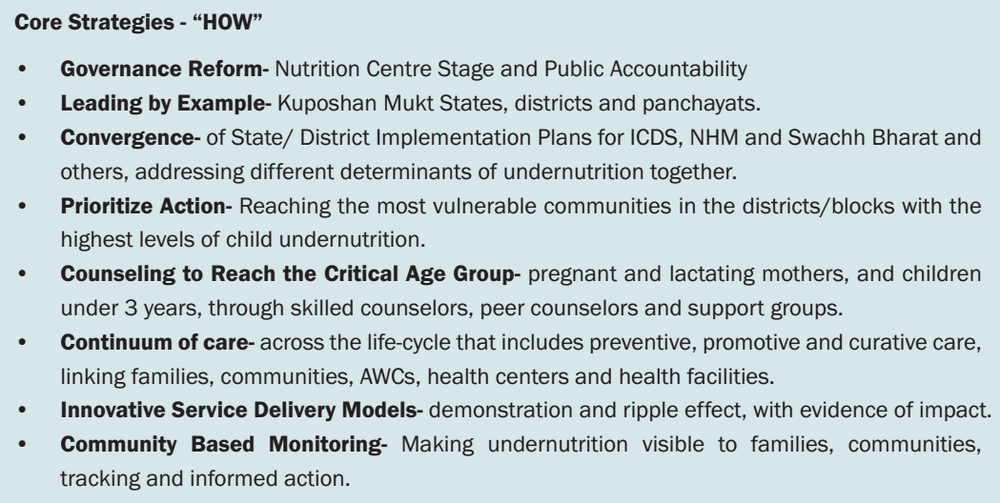 Core Strategies - “HOW”
• Governance Reform- Nutrition Centre Stage and Public Accountability
• Leading by Example- Kuposhan Mukt States, districts and panchayats.
• Convergence- of State/ District Implementation Plans for ICDS, NHM and Swachh Bharat and
others, addressing different determinants of undernutrition together.
• Prioritize Action- Reaching the most vulnerable communities in the districts/blocks with the
highest levels of child undernutrition.
• Counseling to Reach the Critical Age Group- pregnant and lactating mothers, and children
under 3 years, through skilled counselors, peer counselors and support groups.
• Continuum of care- across the life-cycle that includes preventive, promotive and curative care,
linking families, communities, AWCs, health centers and health facilities.
• Innovative Service Delivery Models- demonstration and ripple effect, with evidence of impact.
• Community Based Monitoring- Making undernutrition visible to families, communities,
tracking and informed action.